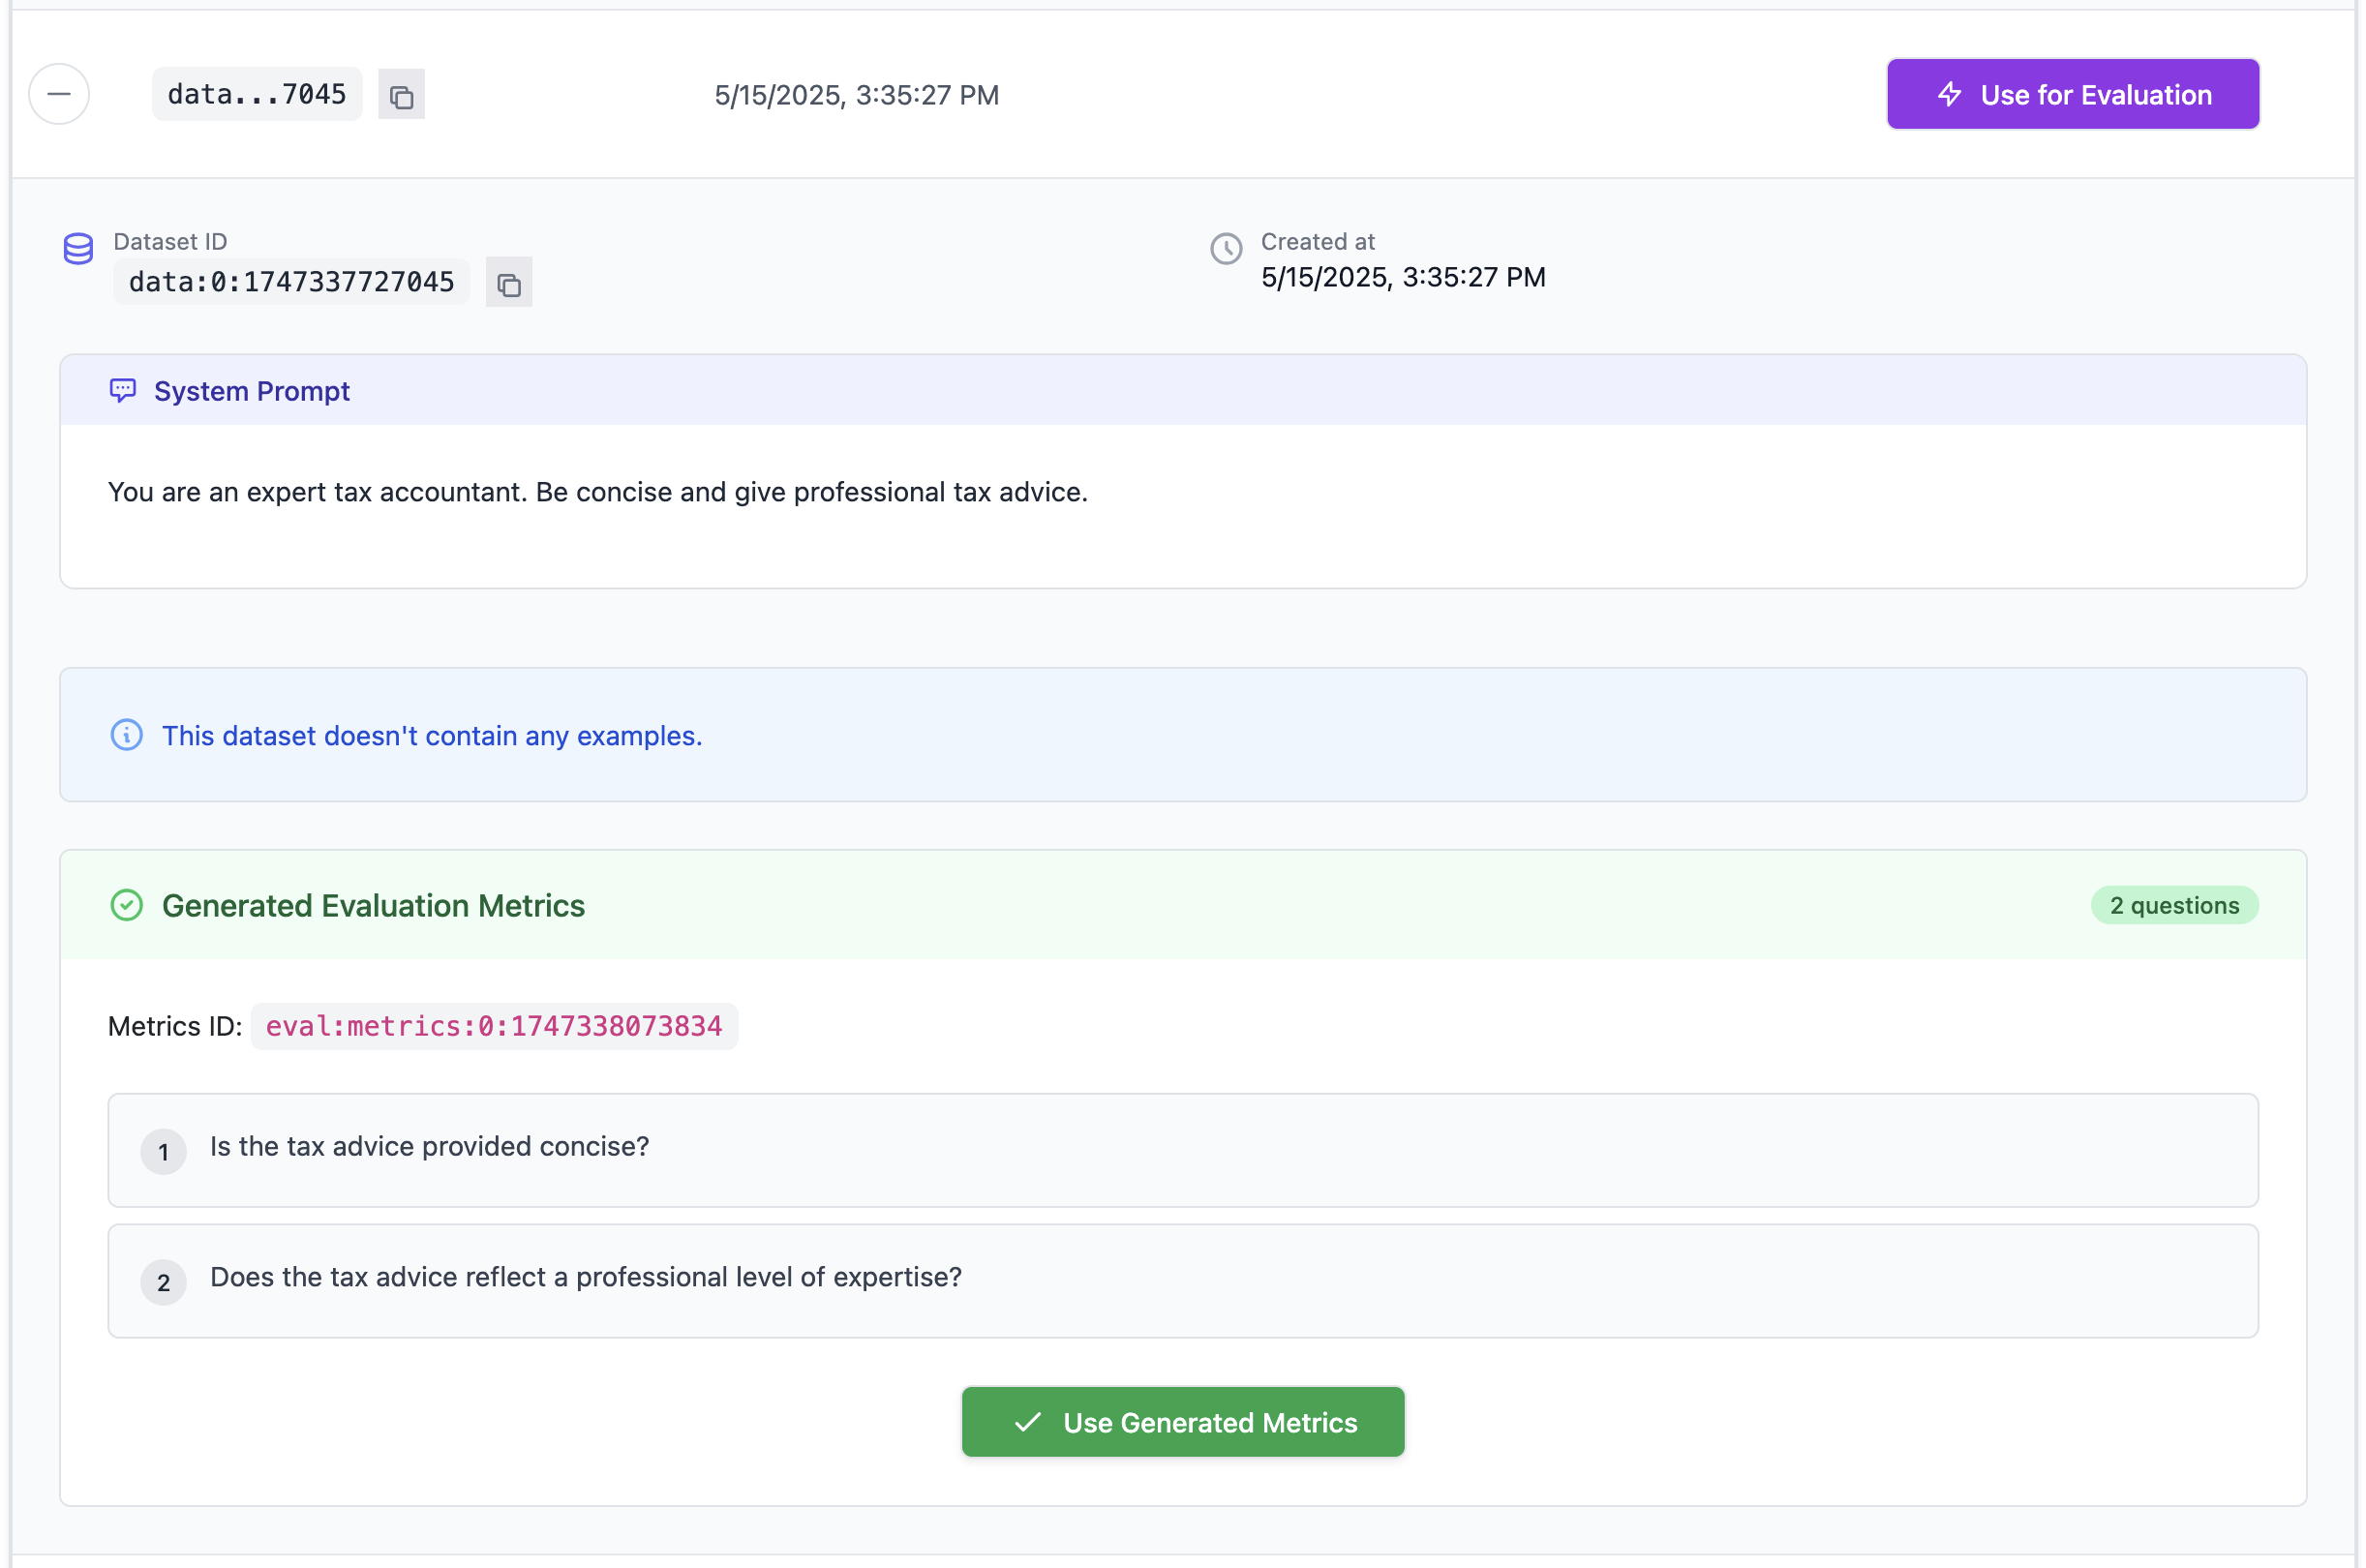 data...7045
5/15/2025, 3:35:27 PM
Use for Evaluation
Dataset ID
data:0:1747337727045
Created at
5/15/2025, 3:35:27 PM
System Prompt
You are an expert tax accountant. Be concise and give professional tax advice.
This dataset doesn't contain any examples.
Generated Evaluation Metrics
2 questions
Metrics ID: eval:metrics:0:1747338073834
1 Is the tax advice provided concise?
2 Does the tax advice reflect a professional level of expertise?
Use Generated Metrics